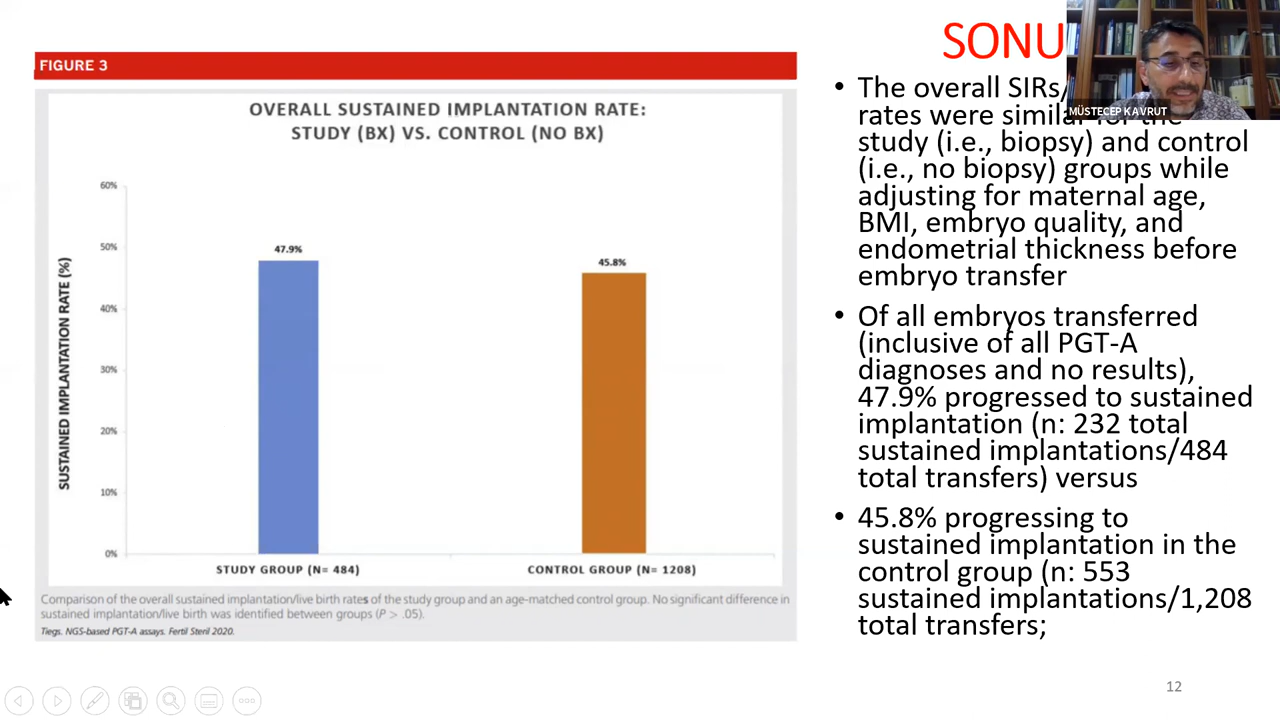 FIGURE 3
OVERALL SUSTAINED IMPLANTATION RATE:
STUDY (BX) VS. CONTROL (NO BX)
SUSTAINED IMPLANTATION RATE (%)
60%
50%
40%
30%
20%
10%
0%
47.9%
45.8%
STUDY GROUP (N= 484)
CONTROL GROUP (N= 1208)
Comparison of the overall sustained implantation/live birth rates of the study group and an age-matched control group. No significant difference in
sustained implantation/live birth was identified between groups (P > .05).
Tiegs. NGS-based PGT-A assays. Fertil Steril 2020.
SONU
MÜSTECEP KAVRUT
• The overall SIRs/
rates were similar for the
study (i.e., biopsy) and control
(i.e., no biopsy) groups while
adjusting for maternal age,
BMI, embryo quality, and
endometrial thickness before
embryo transfer
• Of all embryos transferred
(inclusive of all PGT-A
diagnoses and no results),
47.9% progressed to sustained
implantation (n: 232 total
sustained implantations/484
total transfers) versus
• 45.8% progressing to
sustained implantation in the
control group (n: 553
sustained implantations/1,208
total transfers;
12